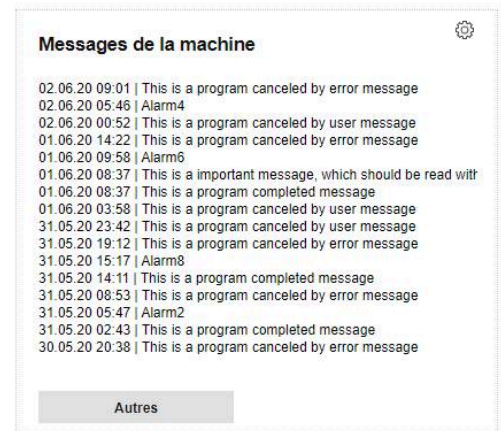 Messages de la machine
02.06.20 09:01 | This is a program canceled by error message
02.06.20 05:46 | Alarm4
02.06.20 00:52 | This is a program canceled by user message
01.06.20 14:22 | This is a program canceled by error message
01.06.20 09:58 | Alarm6
01.06.20 08:37 | This is a important message, which should be read with
01.06.20 08:37 | This is a program completed message
01.06.20 03:58 | This is a program canceled by user message
31.05.20 23:42 | This is a program canceled by user message
31.05.20 19:12 | This is a program canceled by error message
31.05.20 15:17 | Alarm8
31.05.20 14:11 | This is a program completed message
31.05.20 08:53 | This is a program canceled by error message
31.05.20 05:47 | Alarm2
31.05.20 02:43 | This is a program completed message
30.05.20 20:38 | This is a program canceled by error message
Autres